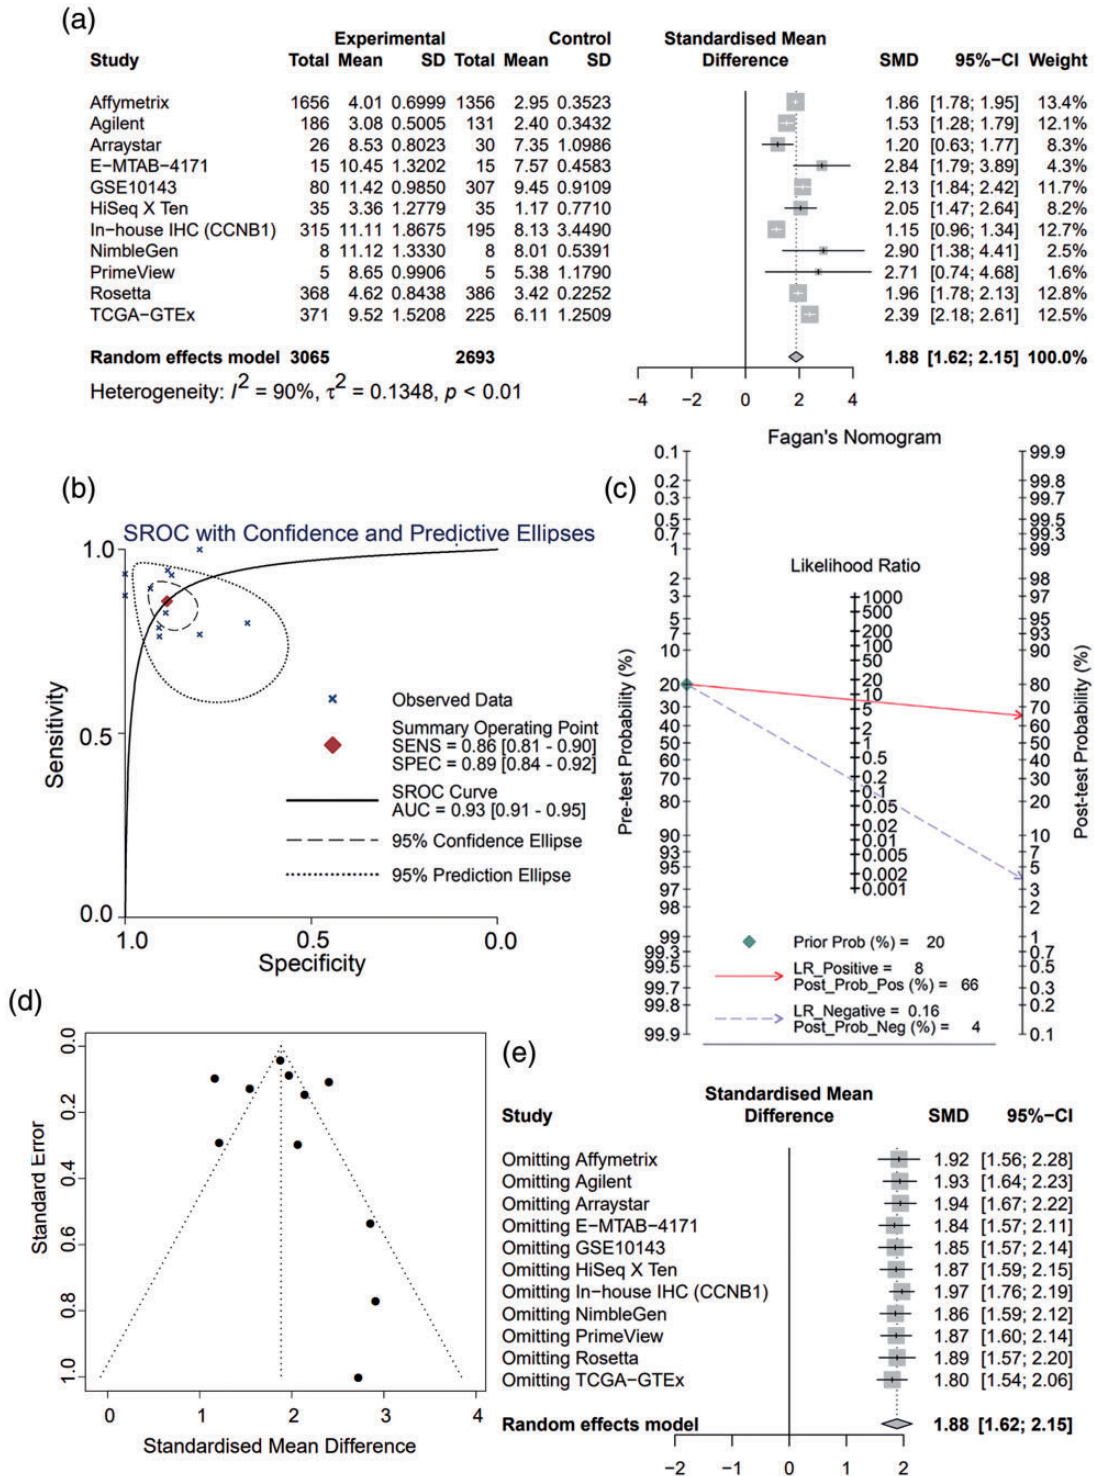 (a)
Experimental Control Standardised Mean
Study Total Mean SD Total Mean SD Difference SMD 95%−CI Weight
Affymetrix 1656 4.01 0.6999 1356 2.95 0.3523 1.86 [1.78; 1.95] 13.4%
Agilent 186 3.08 0.5005 131 2.40 0.3432 1.53 [1.28; 1.79] 12.1%
Arraystar 26 8.53 0.8023 30 7.35 1.0986 1.20 [0.63; 1.77] 8.3%
E−MTAB−4171 15 10.45 1.3202 15 7.57 0.4583 2.84 [1.79; 3.89] 4.3%
GSE10143 80 11.42 0.9850 307 9.45 0.9109 2.13 [1.84; 2.42] 11.7%
HiSeq X Ten 35 3.36 1.2779 35 1.17 0.7710 2.05 [1.47; 2.64] 8.2%
In−house IHC (CCNB1) 315 11.11 1.8675 195 8.13 3.4490 1.15 [0.96; 1.34] 12.7%
NimbleGen 8 11.12 1.3330 8 8.01 0.5391 2.90 [1.38; 4.41] 2.5%
PrimeView 5 8.65 0.9906 5 5.38 1.1790 2.71 [0.74; 4.68] 1.6%
Rosetta 368 4.62 0.8438 386 3.42 0.2252 1.96 [1.78; 2.13] 12.8%
TCGA−GTEx 371 9.52 1.5208 225 6.11 1.2509 2.39 [2.18; 2.61] 12.5%
Random effects model 3065 2693 1.88 [1.62; 2.15] 100.0%
Heterogeneity: I² = 90%, τ² = 0.1348, p < 0.01
−4 −2 0 2 4
(b)
SROC with Confidence and Predictive Ellipses
1.0
0.5
0.0
Sensitivity
Observed Data
Summary Operating Point
SENS = 0.86 [0.81 - 0.90]
SPEC = 0.89 [0.84 - 0.92]
SROC Curve
AUC = 0.93 [0.91 - 0.95]
95% Confidence Ellipse
95% Prediction Ellipse
1.0 0.5 0.0
Specificity
(c)
Fagan's Nomogram
Pre-test Probability (%)
0.1
0.2
0.3
0.5
0.7
1
2
3
5
7
10
20
30
40
50
60
70
80
90
93
95
97
98
99
99.3
99.5
99.7
99.8
99.9
Likelihood Ratio
1000
500
200
100
50
20
10
5
2
1
0.5
0.2
0.1
0.05
0.02
0.01
0.005
0.002
0.001
99.9
99.8
99.7
99.5
99.3
99
98
97
95
93
90
80
70
60
50
40
30
20
10
7
5
3
2
1
0.7
0.5
0.3
0.2
0.1
Post-test Probability (%)
Prior Prob (%) = 20
LR_Positive = 8
Post_Prob_Pos (%) = 66
LR_Negative = 0.16
Post_Prob_Neg (%) = 4
(d)
0.0
0.2
0.4
0.6
0.8
1.0
Standard Error
0 1 2 3 4
Standardised Mean Difference
(e)
Standardised Mean
Study Difference SMD 95%−CI
Omitting Affymetrix 1.92 [1.56; 2.28]
Omitting Agilent 1.93 [1.64; 2.23]
Omitting Arraystar 1.94 [1.67; 2.22]
Omitting E−MTAB−4171 1.84 [1.57; 2.11]
Omitting GSE10143 1.85 [1.57; 2.14]
Omitting HiSeq X Ten 1.87 [1.59; 2.15]
Omitting In−house IHC (CCNB1) 1.97 [1.76; 2.19]
Omitting NimbleGen 1.86 [1.59; 2.12]
Omitting PrimeView 1.87 [1.60; 2.14]
Omitting Rosetta 1.89 [1.57; 2.20]
Omitting TCGA−GTEx 1.80 [1.54; 2.06]
Random effects model 1.88 [1.62; 2.15]
−2 −1 0 1 2